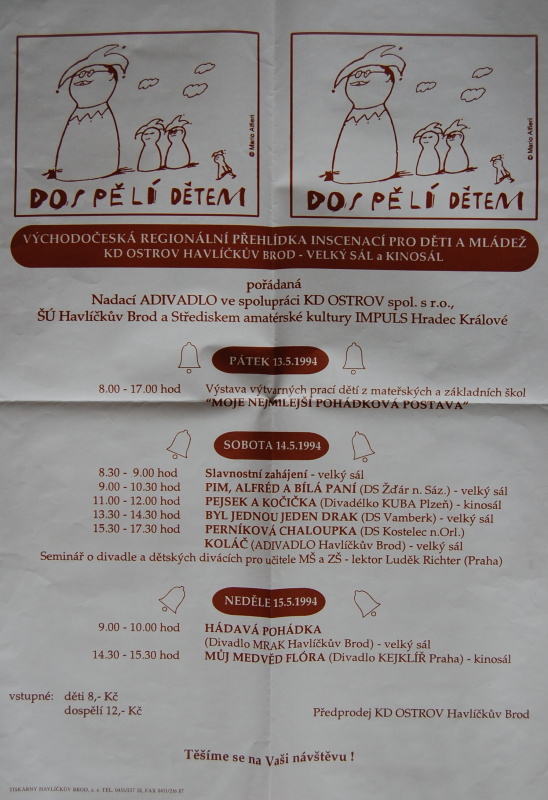 © Mario Alfieri
DOSPĚLÍ DĚTEM
© Mario Alfieri
DOSPĚLÍ DĚTEM
VÝCHODOČESKÁ REGIONÁLNÍ PŘEHLÍDKA INSCENACÍ PRO DĚTI A MLÁDEŽ
KD OSTROV HAVLÍČKŮV BROD - VELKÝ SÁL a KINOSÁL
pořádaná
Nadací ADIVADLO ve spolupráci KD OSTROV spol. s r.o.,
ŠÚ Havlíčkův Brod a Střediskem amatérské kultury IMPULS Hradec Králové
PÁTEK 13.5.1994
8.00 - 17.00 hod Výstava výtvarných prací dětí z mateřských a základních škol
"MOJE NEJMILEJŠÍ POHÁDKOVÁ POSTAVA"
SOBOTA 14.5.1994
8.30 - 9.00 hod Slavnostní zahájení - velký sál
9.00 - 10.30 hod PIM, ALFRÉD A BÍLÁ PANÍ (DS Žďár n. Sáz.) - velký sál
11.00 - 12.00 hod PEJSEK A KOČIČKA (Divadélko KUBA Plzeň) - kinosál
13.30 - 14.30 hod BYL JEDNOU JEDEN DRAK (DS Vamberk) - velký sál
15.30 - 17.30 hod PERNÍKOVÁ CHALOUPKA (DS Kostelec n.Orl.)
KOLÁČ (ADIVADLO Havlíčkův Brod) - velký sál
Seminář o divadle a dětských divácích pro učitele MŠ a ZŠ - lektor Luděk Richter (Praha)
NEDĚLE 15.5.1994
9.00 - 10.00 hod HÁDAVÁ POHÁDKA
(Divadlo MRAK Havlíčkův Brod) - velký sál
14.30 - 15.30 hod MŮJ MEDVĚD FLÓRA (Divadlo KEJKLÍŘ Praha) - kinosál
vstupné: děti 8,- Kč
dospělí 12,- Kč
Předprodej KD OSTROV Havlíčkův Brod
Těšíme se na Vaši návštěvu !
TISKÁRNY HAVLÍČKŮV BROD, a. s. TEL.